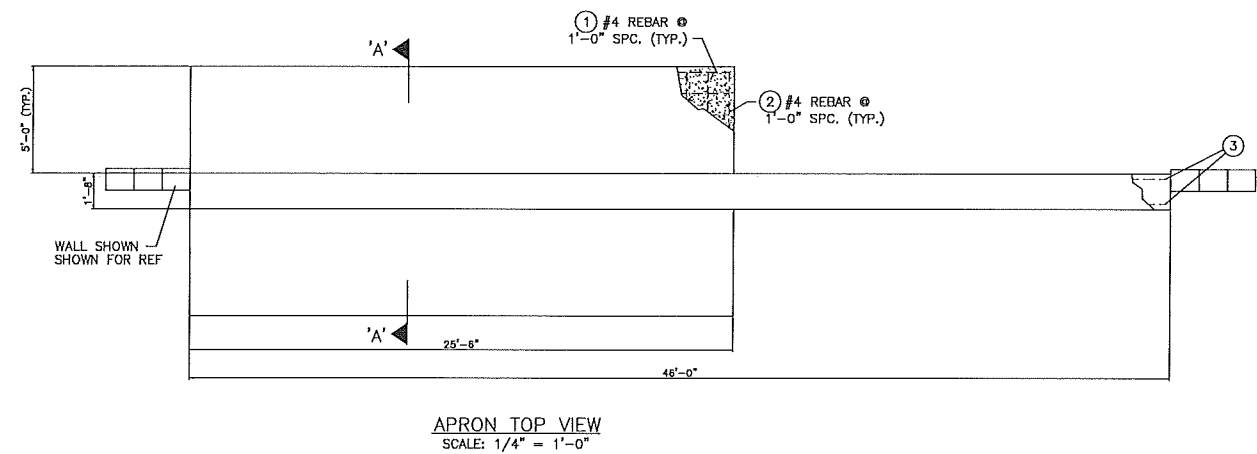 1 #4 REBAR @
1'-0" SPC. (TYP.)
'A'
5'-0" (TYP.)
2 #4 REBAR @
1'-0" SPC. (TYP.)
3
1'-8"
WALL SHOWN
SHOWN FOR REF
'A'
25'-6"
46'-0"
APRON TOP VIEW
SCALE: 1/4" = 1'-0"